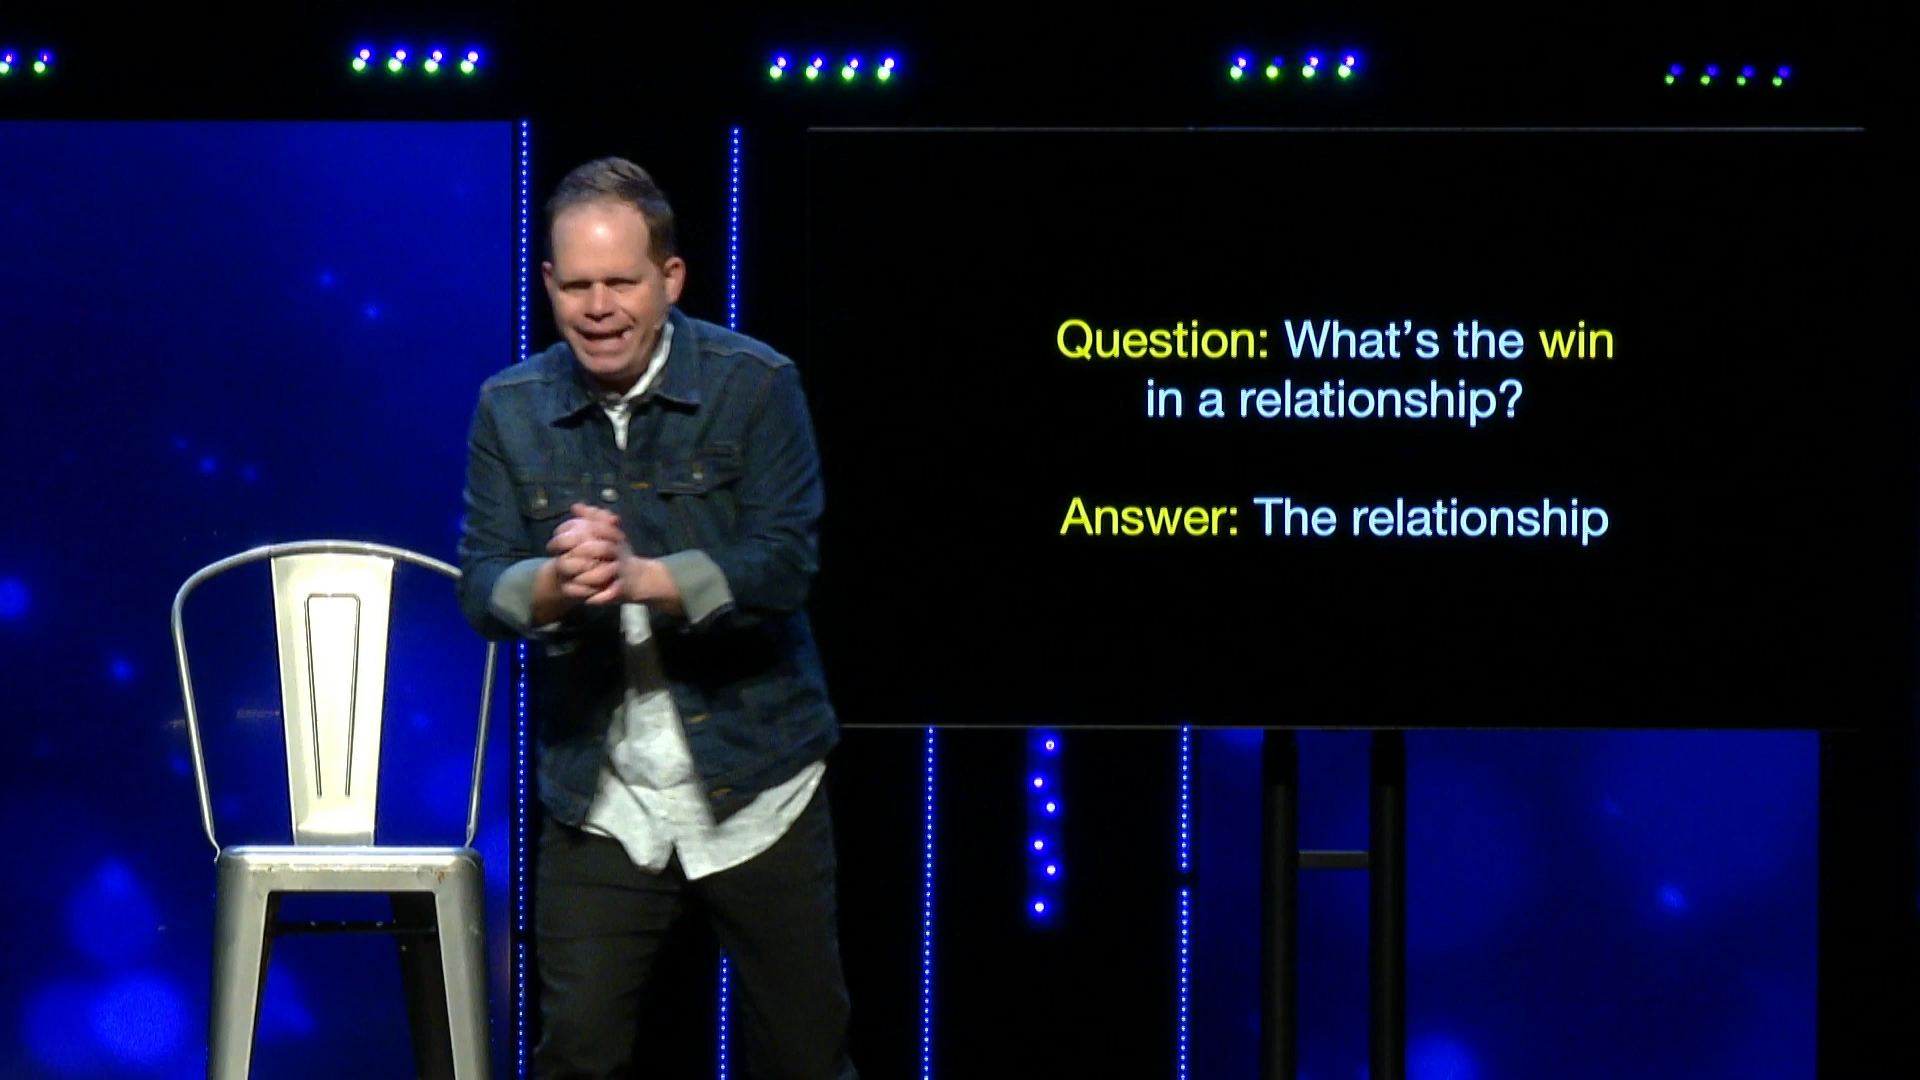 Question: What’s the win
in a relationship?
Answer: The relationship